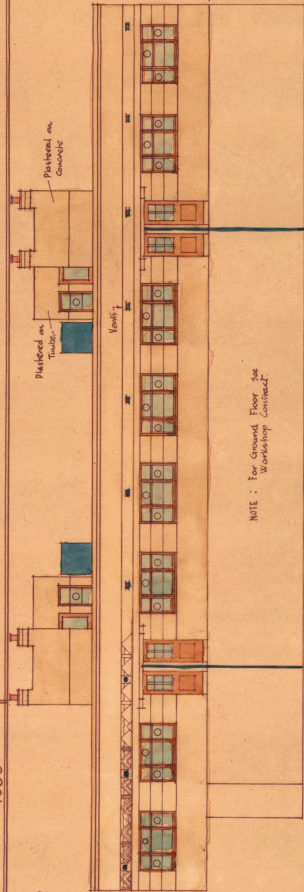 Plastered on
Concrete
Plastered on
Timber
Vents
NOTE : For Ground Floor see
Workshop Contract.